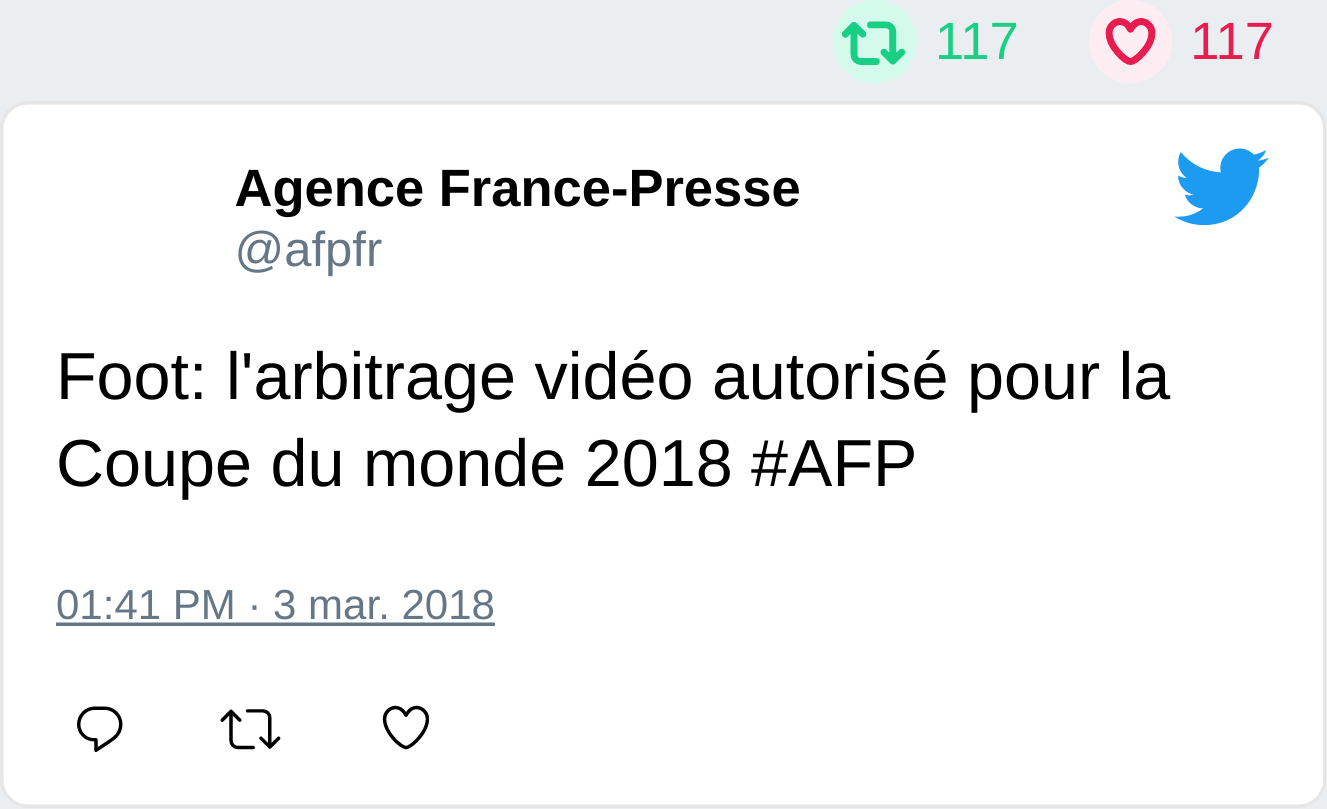 117 117
Agence France-Presse
@afpfr
Foot: l'arbitrage vidéo autorisé pour la
Coupe du monde 2018 #AFP
01:41 PM · 3 mar. 2018